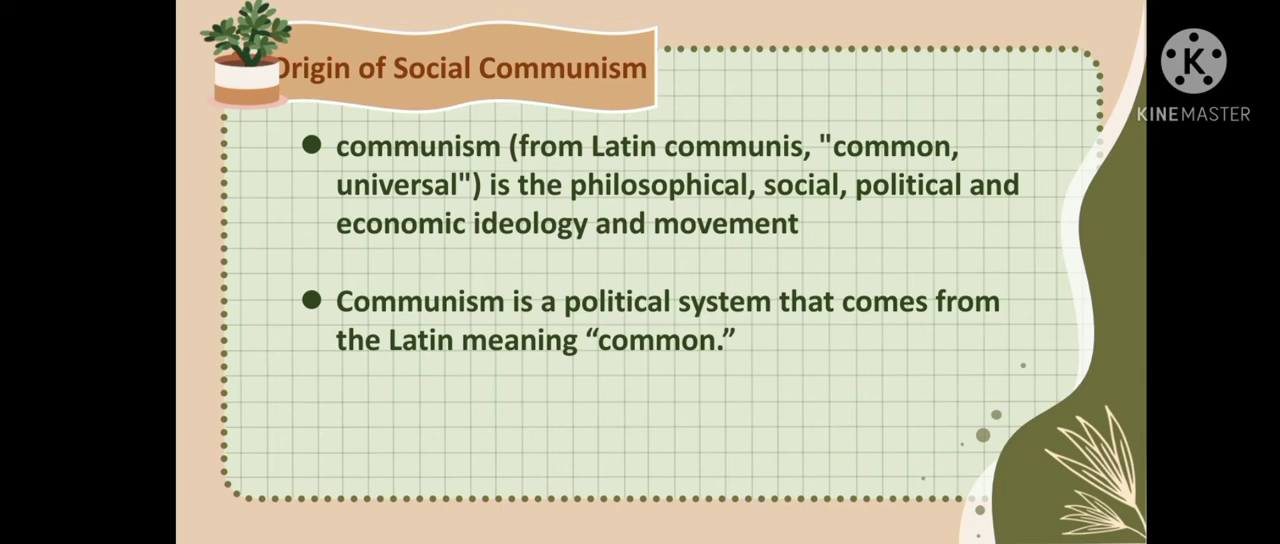 Origin of Social Communism
communism (from Latin communis, "common,
universal") is the philosophical, social, political and
economic ideology and movement
Communism is a political system that comes from
the Latin meaning “common.”
K
KINEMASTER